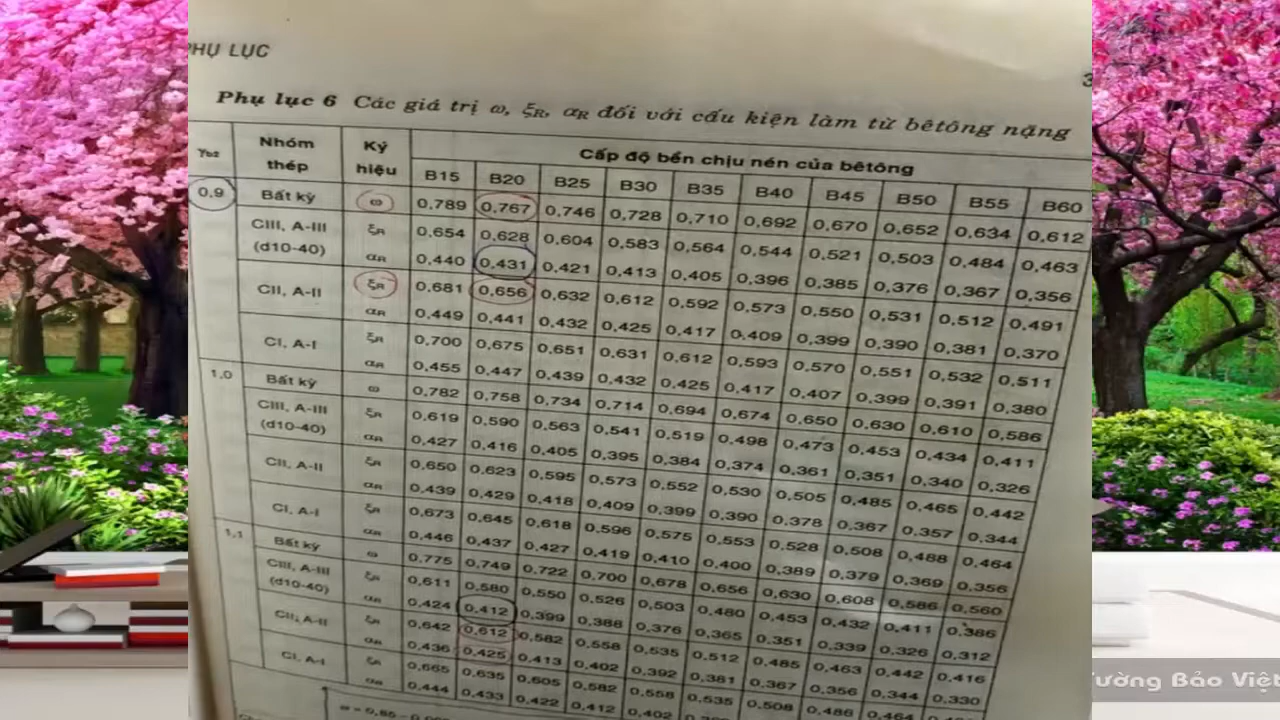 PHỤ LỤC
3
Phụ lục 6 Các giá trị ω, ξR, αR đối với cấu kiện làm từ bêtông nặng
γb2 Nhóm thép Ký hiệu Cấp độ bền chịu nén của bêtông
B15 B20 B25 B30 B35 B40 B45 B50 B55 B60
0,9 Bất kỳ ω 0,789 0,767 0,746 0,728 0,710 0,692 0,670 0,652 0,634 0,612
CIII, A-III (d10-40) ξR 0,654 0,628 0,604 0,583 0,564 0,544 0,521 0,503 0,484 0,463
αR 0,440 0,431 0,421 0,413 0,405 0,396 0,385 0,376 0,367 0,356
CII, A-II ξR 0,681 0,656 0,632 0,612 0,592 0,573 0,550 0,531 0,512 0,491
αR 0,449 0,441 0,432 0,425 0,417 0,409 0,399 0,390 0,381 0,370
CI, A-I ξR 0,700 0,675 0,651 0,631 0,612 0,593 0,570 0,551 0,532 0,511
αR 0,455 0,447 0,439 0,432 0,425 0,417 0,407 0,399 0,391 0,380
1,0 Bất kỳ ω 0,782 0,758 0,734 0,714 0,694 0,674 0,650 0,630 0,610 0,586
CIII, A-III (d10-40) ξR 0,619 0,590 0,563 0,541 0,519 0,498 0,473 0,453 0,434 0,411
αR 0,427 0,416 0,405 0,395 0,384 0,374 0,361 0,351 0,340 0,326
CII, A-II ξR 0,650 0,623 0,595 0,573 0,552 0,530 0,505 0,485 0,465 0,442
αR 0,439 0,429 0,418 0,409 0,399 0,390 0,378 0,367 0,357 0,344
CI, A-I ξR 0,673 0,645 0,618 0,596 0,575 0,553 0,528 0,508 0,488 0,464
αR 0,446 0,437 0,427 0,419 0,410 0,400 0,389 0,379 0,369 0,356
1,1 Bất kỳ ω 0,775 0,749 0,722 0,700 0,678 0,656 0,630 0,608 0,586 0,560
CIII, A-III (d10-40) ξR 0,611 0,580 0,550 0,526 0,503 0,480 0,453 0,432 0,411 0,386
αR 0,424 0,412 0,399 0,388 0,376 0,365 0,351 0,339 0,326 0,312
CII, A-II ξR 0,642 0,612 0,582 0,558 0,535 0,512 0,485 0,463 0,442 0,416
αR 0,436 0,425 0,413 0,402 0,392 0,381 0,367 0,356 0,344 0,330
CI, A-I ξR 0,665 0,635 0,605 0,582 0,558 0,535 0,508 0,486 0,464
αR 0,444 0,433 0,422 0,412 0,402
ường Bảo Việt